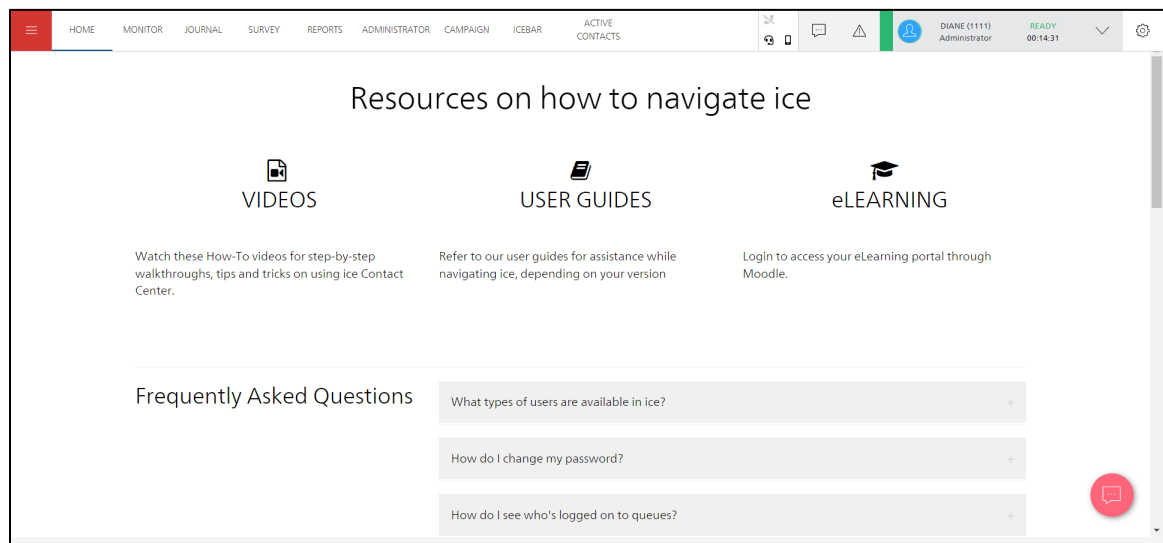 HOME MONITOR JOURNAL SURVEY REPORTS ADMINISTRATOR CAMPAIGN ICEBAR ACTIVE CONTACTS
DIANE (1111)
Administrator
READY
00:14:31
Resources on how to navigate ice
VIDEOS
Watch these How-To videos for step-by-step
walkthroughs, tips and tricks on using ice Contact
Center.
USER GUIDES
Refer to our user guides for assistance while
navigating ice, depending on your version
eLEARNING
Login to access your eLearning portal through
Moodle.
Frequently Asked Questions
What types of users are available in ice?
How do I change my password?
How do I see who's logged on to queues?